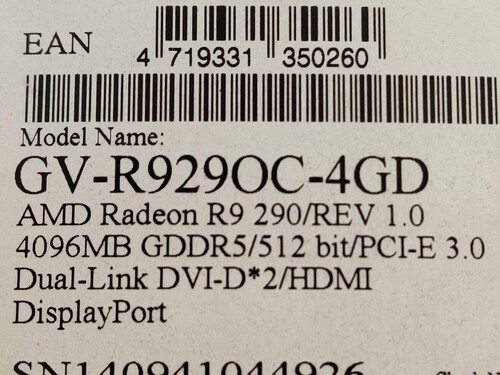 EAN
4 719331 350260
Model Name:
GV-R929OC-4GD
AMD Radeon R9 290/REV 1.0
4096MB GDDR5/512 bit/PCI-E 3.0
Dual-Link DVI-D*2/HDMI
DisplayPort
SN140941044926